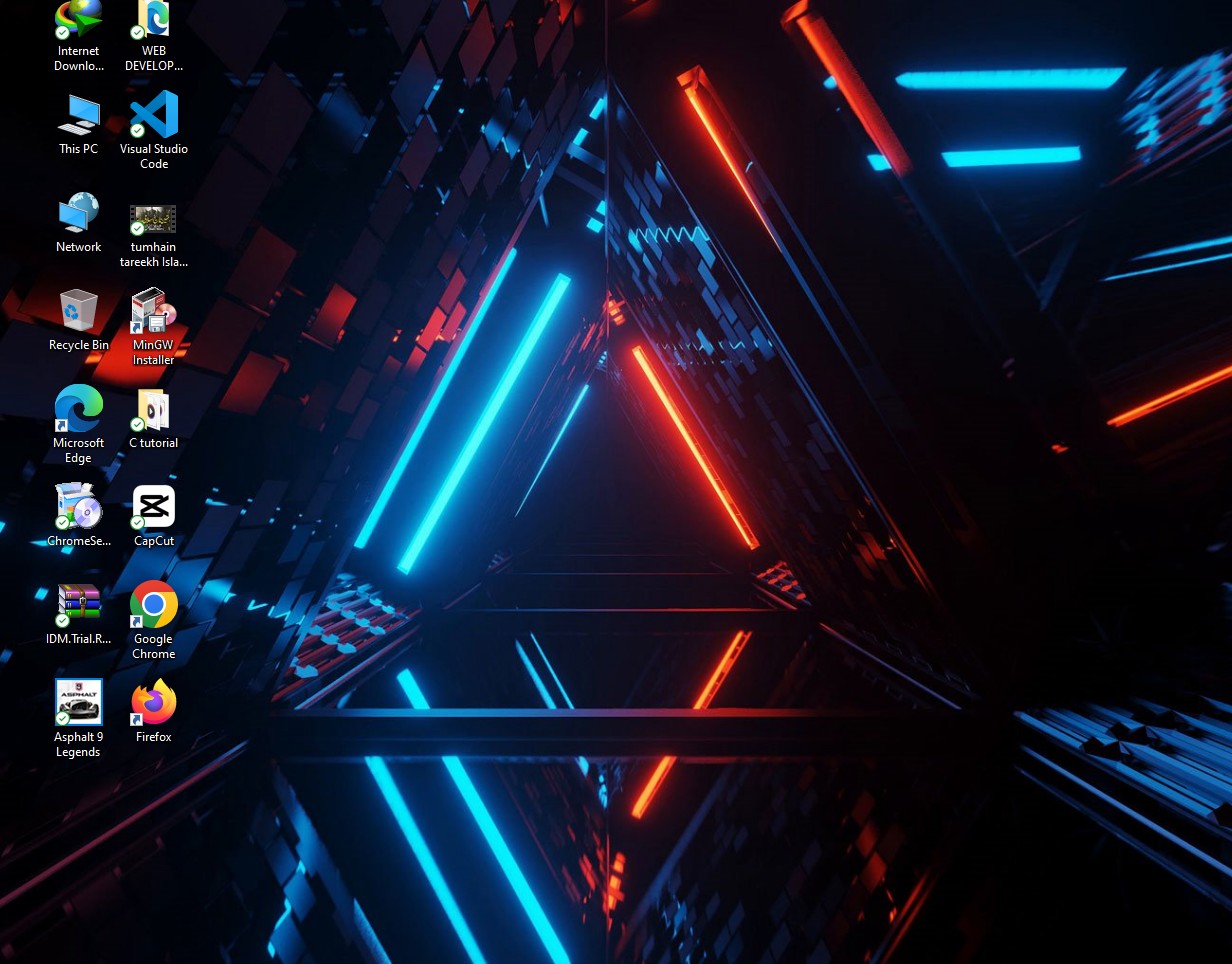 Internet
Downlo...
WEB
DEVELOP...
This PC
Visual Studio
Code
Network
tumhain
tareekh Isla...
Recycle Bin
MinGW
Installer
Microsoft
Edge
C tutorial
ChromeSe...
CapCut
IDM.Trial.R...
Google
Chrome
ASPHALT
Asphalt 9
Legends
Firefox